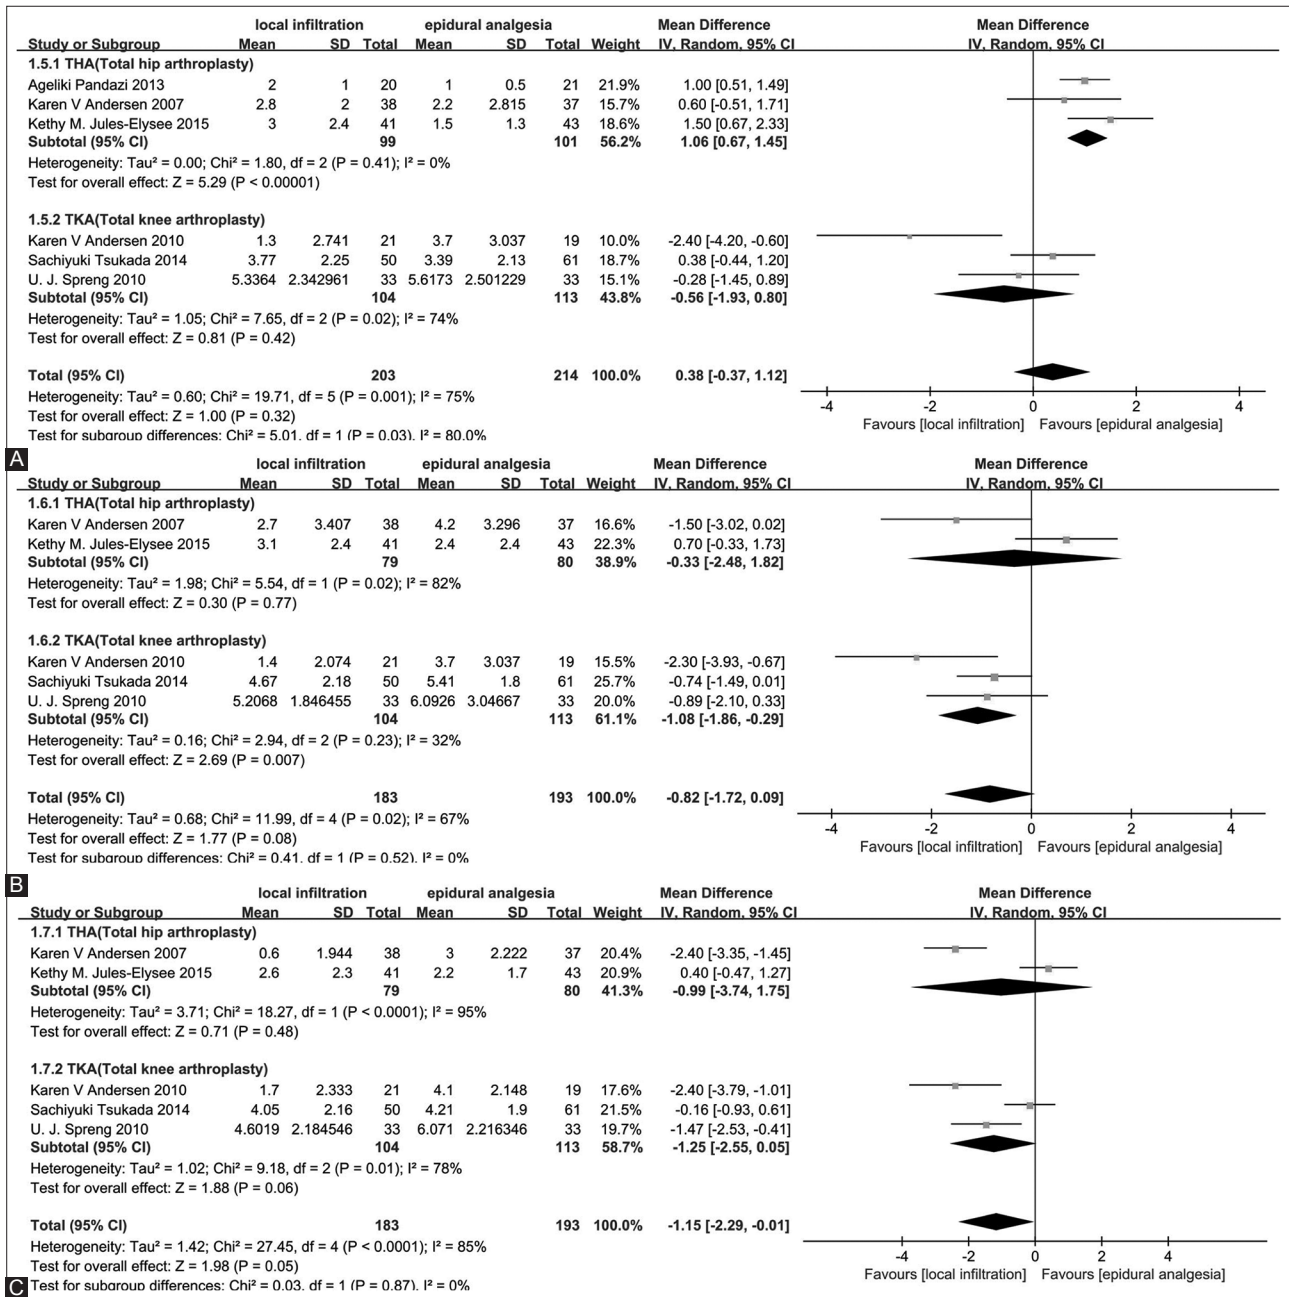 local infiltration epidural analgesia Mean Difference Mean Difference
Study or Subgroup Mean SD Total Mean SD Total Weight IV, Random, 95% CI IV, Random, 95% CI
1.5.1 THA(Total hip arthroplasty)
Ageliki Pandazi 2013 2 1 20 1 0.5 21 21.9% 1.00 [0.51, 1.49]
Karen V Andersen 2007 2.8 2 38 2.2 2.815 37 15.7% 0.60 [-0.51, 1.71]
Kethy M. Jules-Elysee 2015 3 2.4 41 1.5 1.3 43 18.6% 1.50 [0.67, 2.33]
Subtotal (95% CI) 99 101 56.2% 1.06 [0.67, 1.45]
Heterogeneity: Tau² = 0.00; Chi² = 1.80, df = 2 (P = 0.41); I² = 0%
Test for overall effect: Z = 5.29 (P < 0.00001)
1.5.2 TKA(Total knee arthroplasty)
Karen V Andersen 2010 1.3 2.741 21 3.7 3.037 19 10.0% -2.40 [-4.20, -0.60]
Sachiyuki Tsukada 2014 3.77 2.25 50 3.39 2.13 61 18.7% 0.38 [-0.44, 1.20]
U. J. Spreng 2010 5.3364 2.342961 33 5.6173 2.501229 33 15.1% -0.28 [-1.45, 0.89]
Subtotal (95% CI) 104 113 43.8% -0.56 [-1.93, 0.80]
Heterogeneity: Tau² = 1.05; Chi² = 7.65, df = 2 (P = 0.02); I² = 74%
Test for overall effect: Z = 0.81 (P = 0.42)
Total (95% CI) 203 214 100.0% 0.38 [-0.37, 1.12]
Heterogeneity: Tau² = 0.60; Chi² = 19.71, df = 5 (P = 0.001); I² = 75%
Test for overall effect: Z = 1.00 (P = 0.32)
Test for subgroup differences: Chi² = 5.01, df = 1 (P = 0.03), I² = 80.0%
-4 -2 0 2 4
Favours [local infiltration] Favours [epidural analgesia]
A
local infiltration epidural analgesia Mean Difference Mean Difference
Study or Subgroup Mean SD Total Mean SD Total Weight IV, Random, 95% CI IV, Random, 95% CI
1.6.1 THA(Total hip arthroplasty)
Karen V Andersen 2007 2.7 3.407 38 4.2 3.296 37 16.6% -1.50 [-3.02, 0.02]
Kethy M. Jules-Elysee 2015 3.1 2.4 41 2.4 2.4 43 22.3% 0.70 [-0.33, 1.73]
Subtotal (95% CI) 79 80 38.9% -0.33 [-2.48, 1.82]
Heterogeneity: Tau² = 1.98; Chi² = 5.54, df = 1 (P = 0.02); I² = 82%
Test for overall effect: Z = 0.30 (P = 0.77)
1.6.2 TKA(Total knee arthroplasty)
Karen V Andersen 2010 1.4 2.074 21 3.7 3.037 19 15.5% -2.30 [-3.93, -0.67]
Sachiyuki Tsukada 2014 4.67 2.18 50 5.41 1.8 61 25.7% -0.74 [-1.49, 0.01]
U. J. Spreng 2010 5.2068 1.846455 33 6.0926 3.04667 33 20.0% -0.89 [-2.10, 0.33]
Subtotal (95% CI) 104 113 61.1% -1.08 [-1.86, -0.29]
Heterogeneity: Tau² = 0.16; Chi² = 2.94, df = 2 (P = 0.23); I² = 32%
Test for overall effect: Z = 2.69 (P = 0.007)
Total (95% CI) 183 193 100.0% -0.82 [-1.72, 0.09]
Heterogeneity: Tau² = 0.68; Chi² = 11.99, df = 4 (P = 0.02); I² = 67%
Test for overall effect: Z = 1.77 (P = 0.08)
Test for subgroup differences: Chi² = 0.41, df = 1 (P = 0.52), I² = 0%
-4 -2 0 2 4
Favours [local infiltration] Favours [epidural analgesia]
B
local infiltration epidural analgesia Mean Difference Mean Difference
Study or Subgroup Mean SD Total Mean SD Total Weight IV, Random, 95% CI IV, Random, 95% CI
1.7.1 THA(Total hip arthroplasty)
Karen V Andersen 2007 0.6 1.944 38 3 2.222 37 20.4% -2.40 [-3.35, -1.45]
Kethy M. Jules-Elysee 2015 2.6 2.3 41 2.2 1.7 43 20.9% 0.40 [-0.47, 1.27]
Subtotal (95% CI) 79 80 41.3% -0.99 [-3.74, 1.75]
Heterogeneity: Tau² = 3.71; Chi² = 18.27, df = 1 (P < 0.0001); I² = 95%
Test for overall effect: Z = 0.71 (P = 0.48)
1.7.2 TKA(Total knee arthroplasty)
Karen V Andersen 2010 1.7 2.333 21 4.1 2.148 19 17.6% -2.40 [-3.79, -1.01]
Sachiyuki Tsukada 2014 4.05 2.16 50 4.21 1.9 61 21.5% -0.16 [-0.93, 0.61]
U. J. Spreng 2010 4.6019 2.184546 33 6.071 2.216346 33 19.7% -1.47 [-2.53, -0.41]
Subtotal (95% CI) 104 113 58.7% -1.25 [-2.55, 0.05]
Heterogeneity: Tau² = 1.02; Chi² = 9.18, df = 2 (P = 0.01); I² = 78%
Test for overall effect: Z = 1.88 (P = 0.06)
Total (95% CI) 183 193 100.0% -1.15 [-2.29, -0.01]
Heterogeneity: Tau² = 1.42; Chi² = 27.45, df = 4 (P < 0.0001); I² = 85%
Test for overall effect: Z = 1.98 (P = 0.05)
Test for subgroup differences: Chi² = 0.03, df = 1 (P = 0.87), I² = 0%
-4 -2 0 2 4
Favours [local infiltration] Favours [epidural analgesia]
C